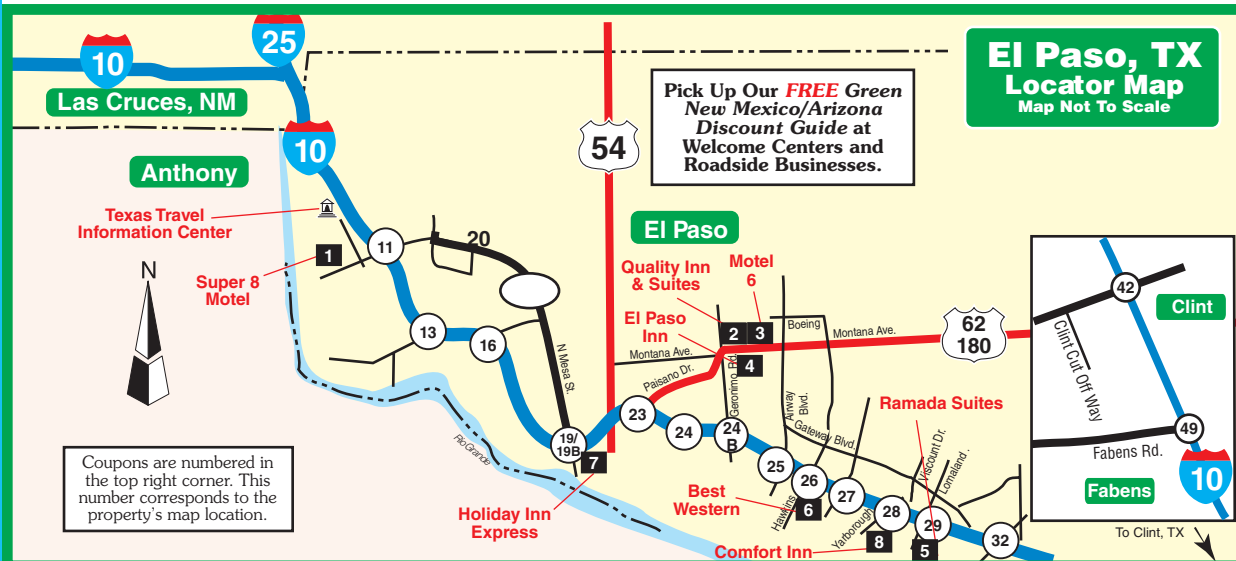 25
10
Las Cruces, NM
El Paso, TX
Locator Map
Map Not To Scale
Pick Up Our FREE Green
New Mexico/Arizona
Discount Guide at
Welcome Centers and
Roadside Businesses.
54
10
Anthony
Texas Travel
Information Center
11
20
1
Super 8
Motel
N
13
16
N Mesa St.
El Paso
Quality Inn
& Suites
Motel
6
El Paso
Inn
2
3
4
Boeing
Montana Ave.
62
180
Montana Ave.
Paisano Dr.
Geronimo Rd.
Airway
Blvd.
Gateway Blvd.
Ramada Suites
Viscount Dr.
Lomaland .
23
24
24
B
25
26
27
28
29
32
19/
19B
7
Rio Grande
Holiday Inn
Express
Best
Western
Hawkins
6
Yarborough
8
5
Comfort Inn
Coupons are numbered in
the top right corner. This
number corresponds to the
property's map location.
42
Clint
Clint Cut Off Way
49
Fabens Rd.
Fabens
10
To Clint, TX